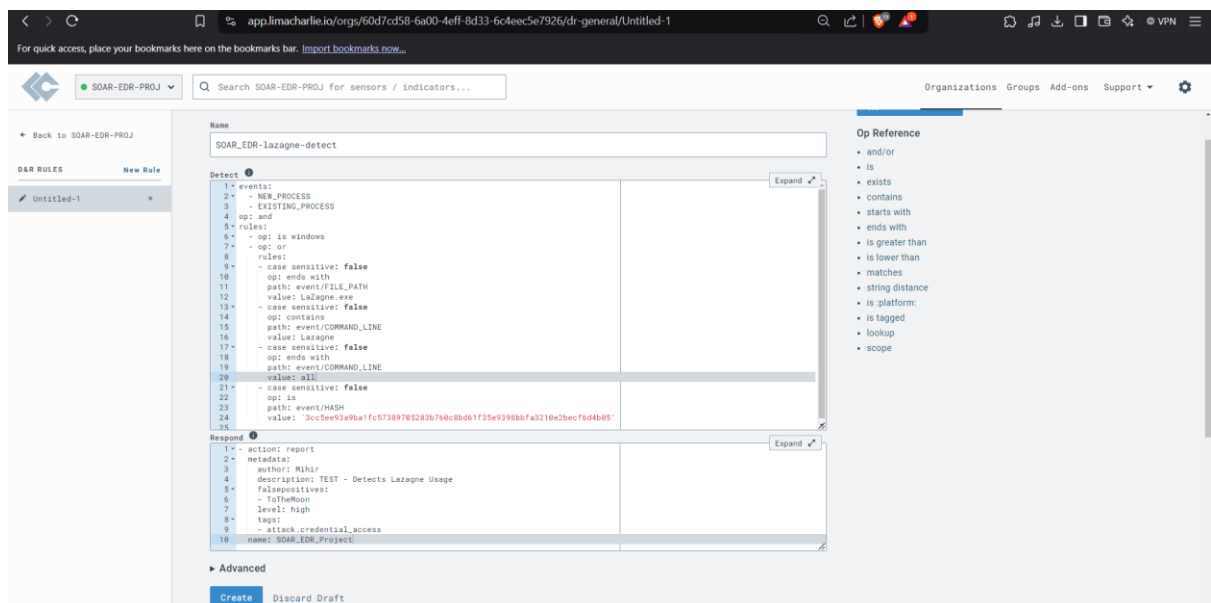 app.limacharlie.io/orgs/60d7cd58-6a00-4eff-8d33-6c4eec5e7926/dr-general/Untitled-1
VPN
For quick access, place your bookmarks here on the bookmarks bar. Import bookmarks now...
SOAR-EDR-PROJ
Search SOAR-EDR-PROJ for sensors / indicators...
Organizations Groups Add-ons Support
Back to SOAR-EDR-PROJ
D&R RULES New Rule
Untitled-1 ×
Name
SOAR_EDR-lazagne-detect
Detect
Expand
1 events:
2 - NEW_PROCESS
3 - EXISTING_PROCESS
4 op: and
5 rules:
6 - op: is windows
7 - op: or
8 rules:
9 - case sensitive: false
10 op: ends with
11 path: event/FILE_PATH
12 value: LaZagne.exe
13 - case sensitive: false
14 op: contains
15 path: event/COMMAND_LINE
16 value: Lazagne
17 - case sensitive: false
18 op: ends with
19 path: event/COMMAND_LINE
20 value: all
21 - case sensitive: false
22 op: is
23 path: event/HASH
24 value: '3cc5ee93a9ba1fc57389705283b760c8bd61f35e9398bbfa3210e2becf6d4b05'
25
Respond
Expand
1 - action: report
2 metadata:
3 author: Mihir
4 description: TEST - Detects Lazagne Usage
5 falsepositives:
6 - ToTheMoon
7 level: high
8 tags:
9 - attack.credential_access
10 name: SOAR_EDR_Project
Advanced
Create Discard Draft
Op Reference
• and/or
• is
• exists
• contains
• starts with
• ends with
• is greater than
• is lower than
• matches
• string distance
• is :platform:
• is tagged
• lookup
• scope